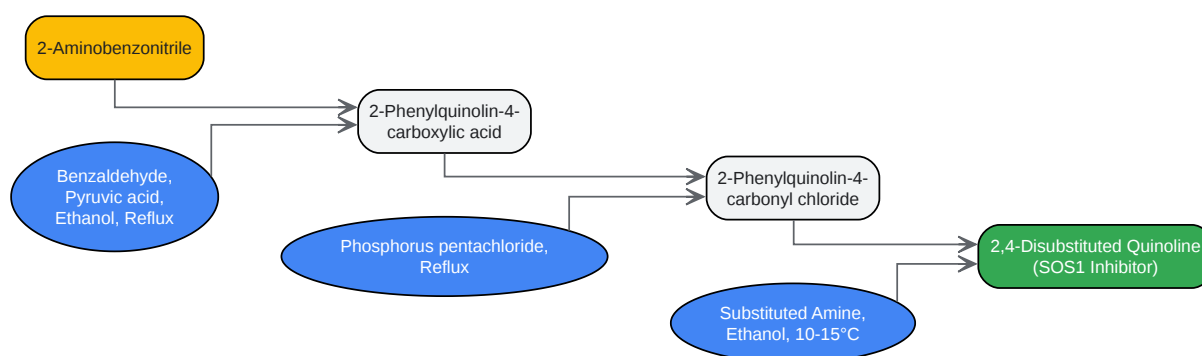 2-Aminobenzonitrile
Benzaldehyde,
Pyruvic acid,
Ethanol, Reflux
2-Phenylquinolin-4-
carboxylic acid
Phosphorus pentachloride,
Reflux
2-Phenylquinolin-4-
carbonyl chloride
Substituted Amine,
Ethanol, 10-15°C
2,4-Disubstituted Quinoline
(SOS1 Inhibitor)